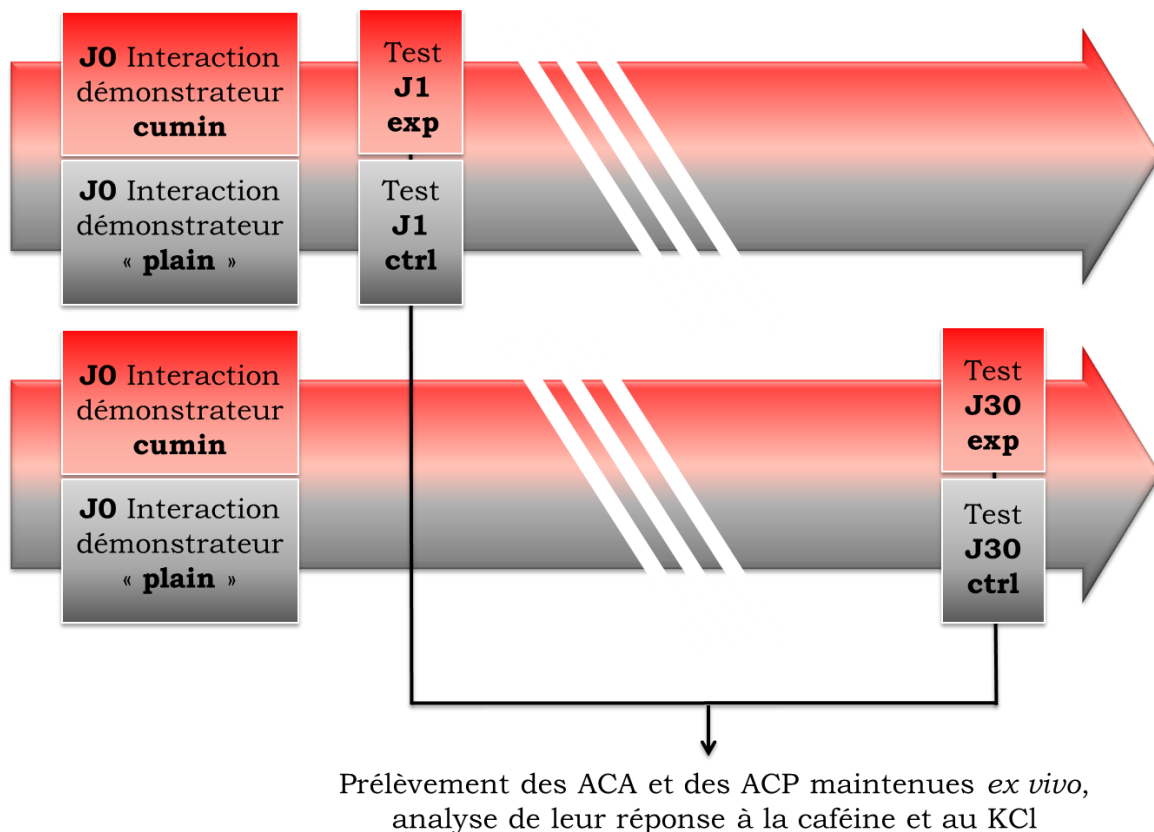 J0 Interaction
démonstrateur
cumin
Test
J1
exp
J0 Interaction
démonstrateur
« plain »
Test
J1
ctrl
J0 Interaction
démonstrateur
cumin
Test
J30
exp
J0 Interaction
démonstrateur
« plain »
Test
J30
ctrl
Prélèvement des ACA et des ACP maintenues ex vivo,
analyse de leur réponse à la caféine et au KCl